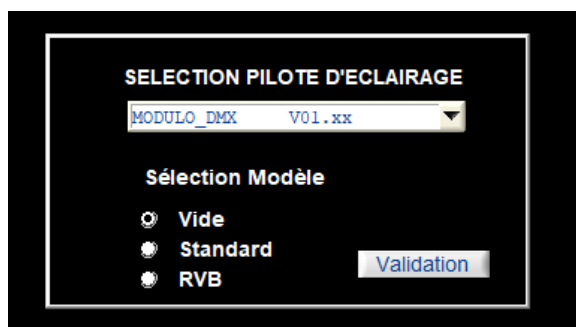 SELECTION PILOTE D'ECLAIRAGE
MODULO_DMX V01.xx
Sélection Modèle
Vide
Standard
RVB
Validation